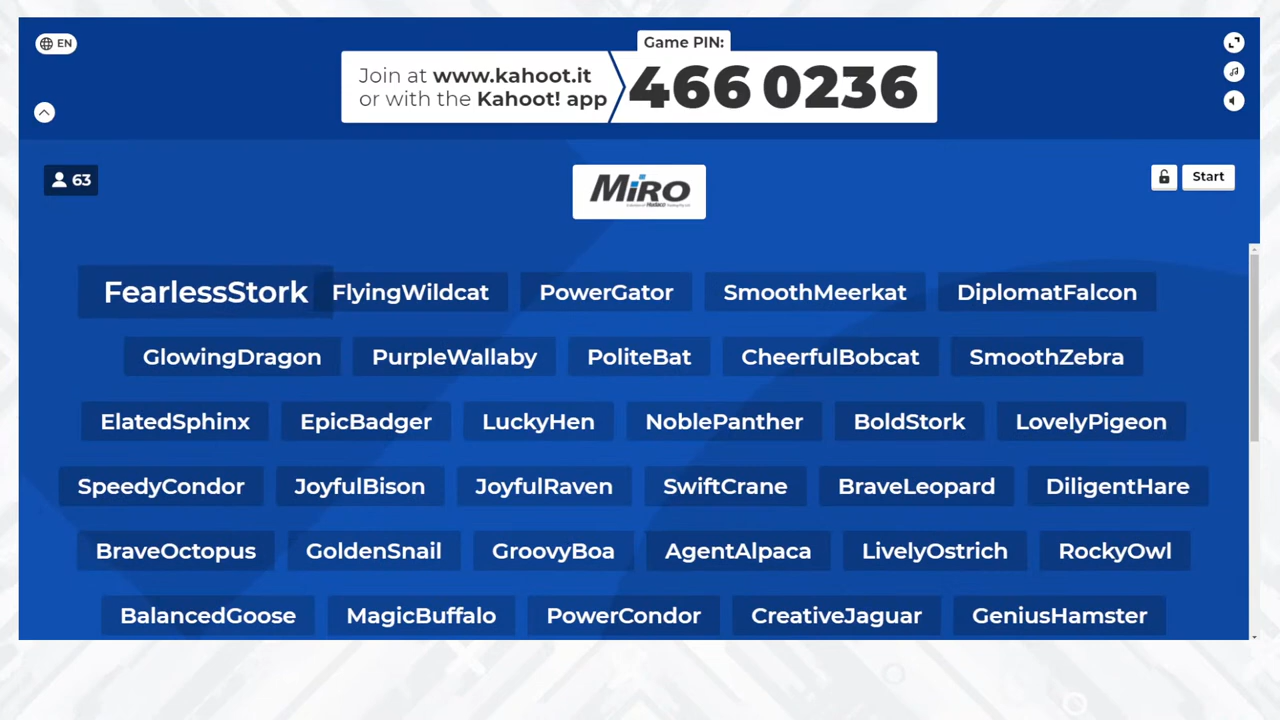 EN
Game PIN:
Join at www.kahoot.it
or with the Kahoot! app
466 0236
63
MiRO
Start
FearlessStork FlyingWildcat PowerGator SmoothMeerkat DiplomatFalcon
GlowingDragon PurpleWallaby PoliteBat CheerfulBobcat SmoothZebra
ElatedSphinx EpicBadger LuckyHen NoblePanther BoldStork LovelyPigeon
SpeedyCondor JoyfulBison JoyfulRaven SwiftCrane BraveLeopard DiligentHare
BraveOctopus GoldenSnail GroovyBoa AgentAlpaca LivelyOstrich RockyOwl
BalancedGoose MagicBuffalo PowerCondor CreativeJaguar GeniusHamster